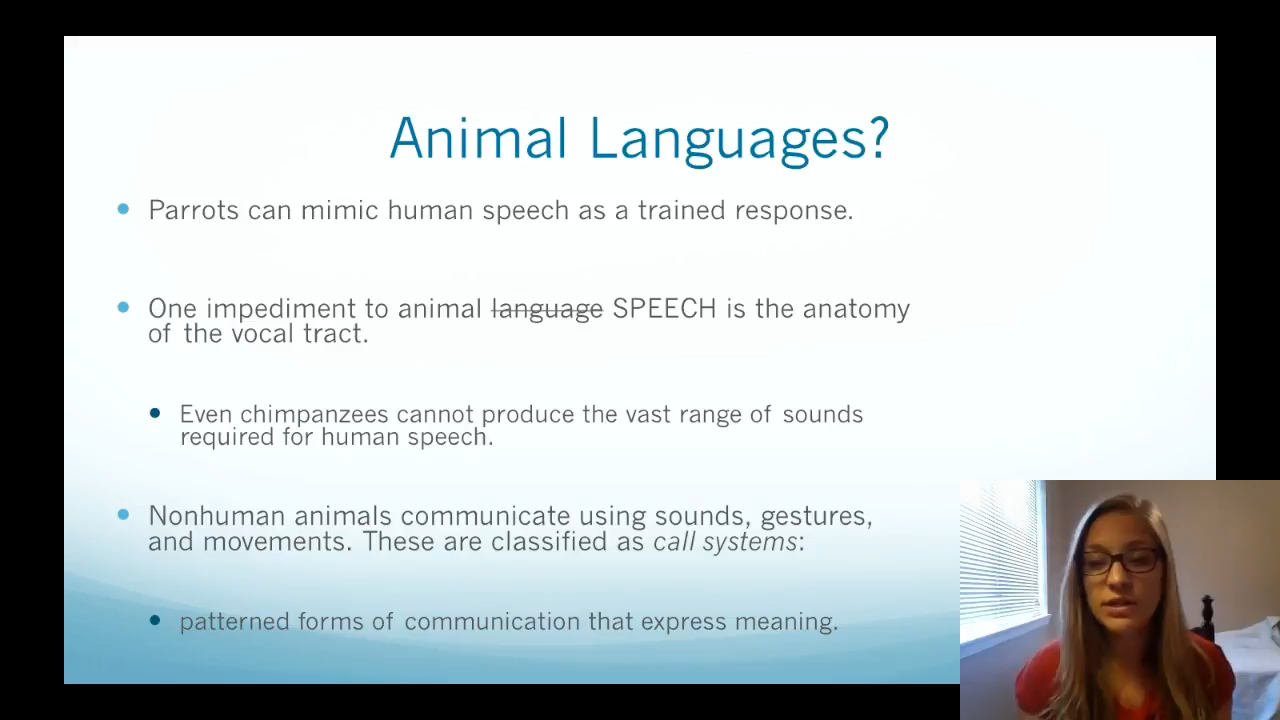 Animal Languages?
• Parrots can mimic human speech as a trained response.
• One impediment to animal language SPEECH is the anatomy
of the vocal tract.
• Even chimpanzees cannot produce the vast range of sounds
required for human speech.
• Nonhuman animals communicate using sounds, gestures,
and movements. These are classified as call systems:
• patterned forms of communication that express meaning.